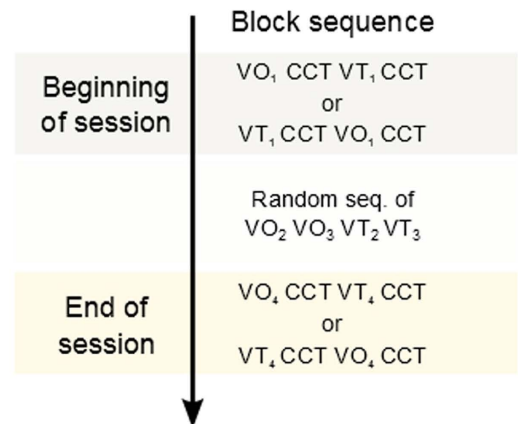 Block sequence
Beginning
of session
VO₁ CCT VT₁ CCT
or
VT₁ CCT VO₁ CCT
Random seq. of
VO₂ VO₃ VT₂ VT₃
End of
session
VO₄ CCT VT₄ CCT
or
VT₄ CCT VO₄ CCT